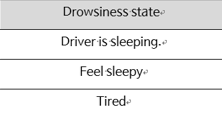 Drowsiness state
Driver is sleeping.
Feel sleepy
Tired